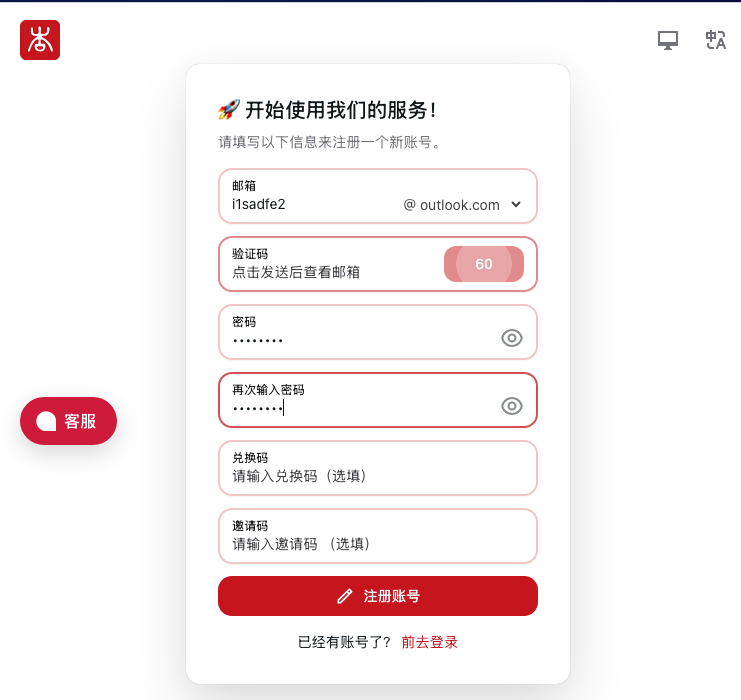 🚀 开始使用我们的服务！
请填写以下信息来注册一个新账号。
邮箱
i1sadfe2 @ outlook.com
验证码
点击发送后查看邮箱 60
密码
••••••••
再次输入密码
••••••••
兑换码
请输入兑换码（选填）
邀请码
请输入邀请码 （选填）
注册账号
已经有账号了? 前去登录
客服